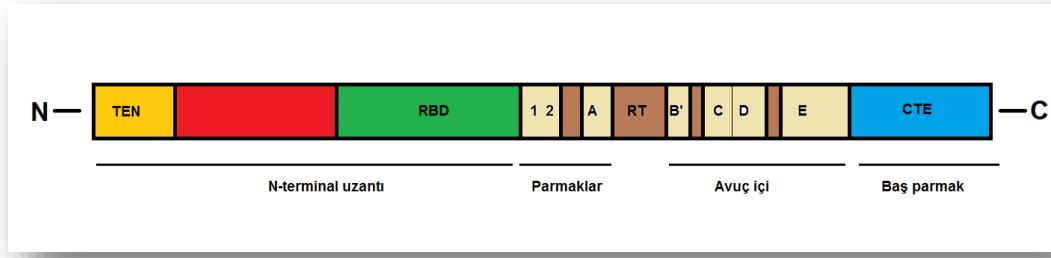 N TEN RBD 1 2 A RT B' C D E CTE C
N-terminal uzantı Parmaklar Avuç içi Baş parmak